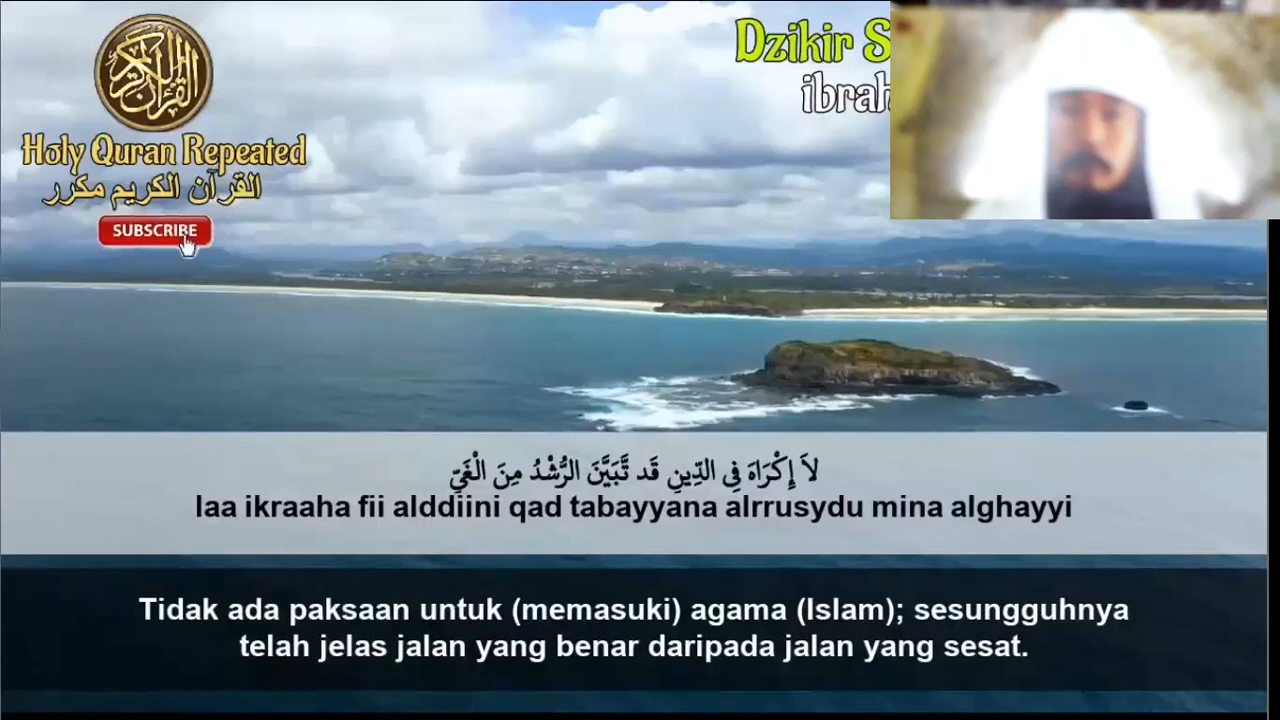 Holy Quran Repeated
القرآن الكريم مكرر
SUBSCRIBE
Dzikir
لاَ إِكْرَاهَ فِي الدِّينِ قَد تَّبَيَّنَ الرُّشْدُ مِنَ الْغَيِّ
laa ikraaha fii alddiini qad tabayyana alrrusydu mina alghayyi
Tidak ada paksaan untuk (memasuki) agama (Islam); sesungguhnya
telah jelas jalan yang benar daripada jalan yang sesat.